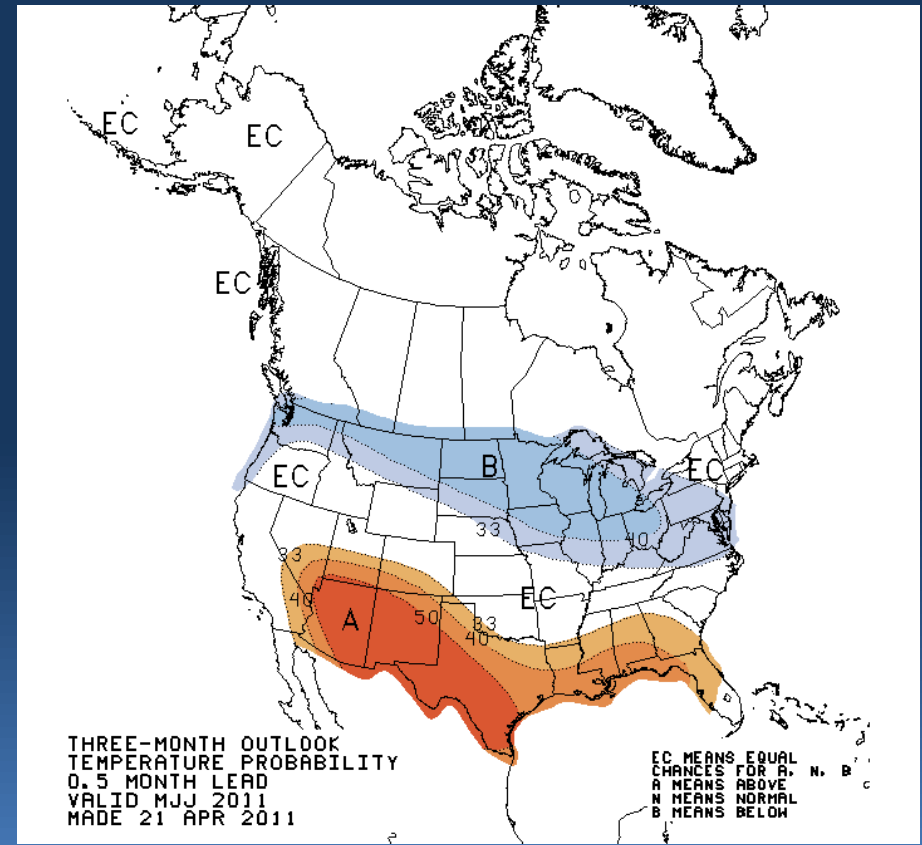 EC
EC
EC
B
EC
EC
33
40
33
40
A
50
EC
33
40
THREE-MONTH OUTLOOK
TEMPERATURE PROBABILITY
0.5 MONTH LEAD
VALID MJJ 2011
MADE 21 APR 2011
EC MEANS EQUAL
CHANCES FOR A, N, B
A MEANS ABOVE
N MEANS NORMAL
B MEANS BELOW